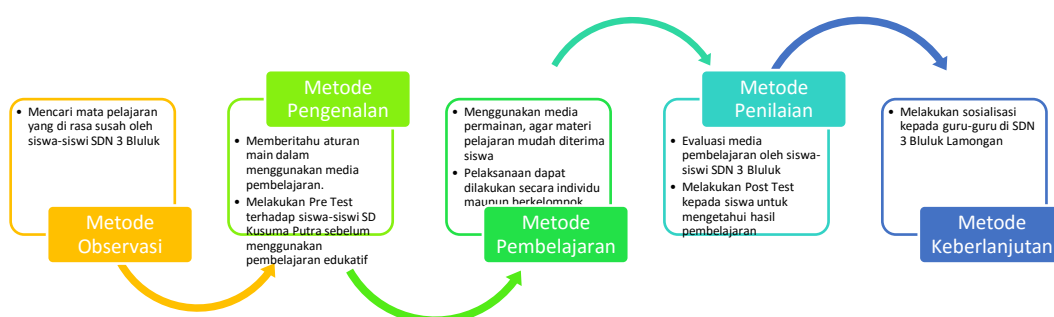 • Mencari mata pelajaran
yang di rasa susah oleh
siswa-siswi SDN 3 Bluluk
Metode
Observasi
Metode
Pengenalan
• Memberitahu aturan
main dalam
menggunakan media
pembelajaran.
• Melakukan Pre Test
terhadap siswa-siswi SD
Kusuma Putra sebelum
menggunakan
pembelajaran edukatif
• Menggunakan media
permainan, agar materi
pelajaran mudah diterima
siswa
• Pelaksanaan dapat
dilakukan secara individu
maupun berkelompok
Metode
Pembelajaran
Metode
Penilaian
• Evaluasi media
pembelajaran oleh siswa-
siswi SDN 3 Bluluk
• Melakukan Post Test
kepada siswa untuk
mengetahui hasil
pembelajaran
• Melakukan sosialisasi
kepada guru-guru di SDN
3 Bluluk Lamongan
Metode
Keberlanjutan